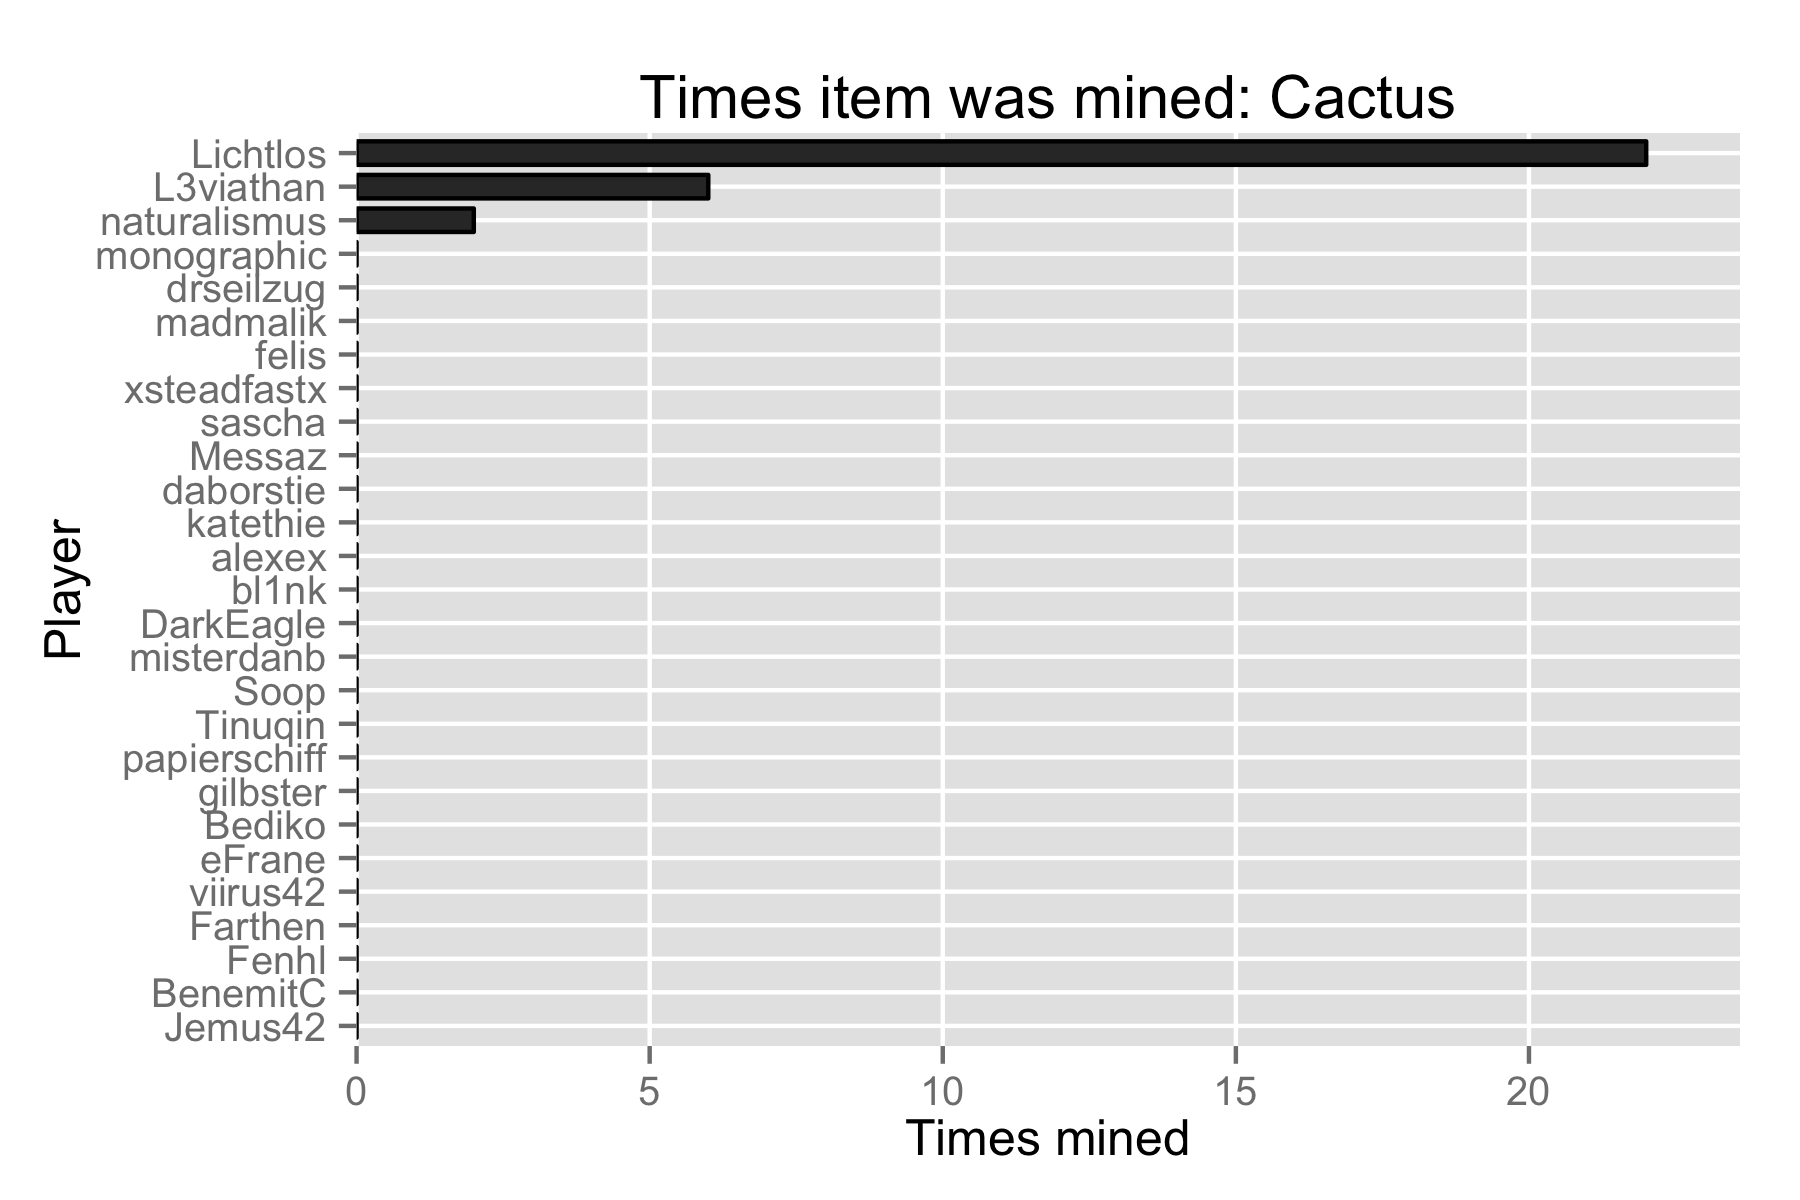 Times item was mined: Cactus
Lichtlos
L3viathan
naturalismus
monographic
drseilzug
madmalik
felis
xsteadfastx
sascha
Messaz
daborstie
katethie
alexex
bl1nk
DarkEagle
misterdanb
Soop
Tinuqin
papierschiff
gilbster
Bediko
eFrane
viirus42
Farthen
Fenhl
BenemitC
Jemus42
Player
0 5 10 15 20
Times mined